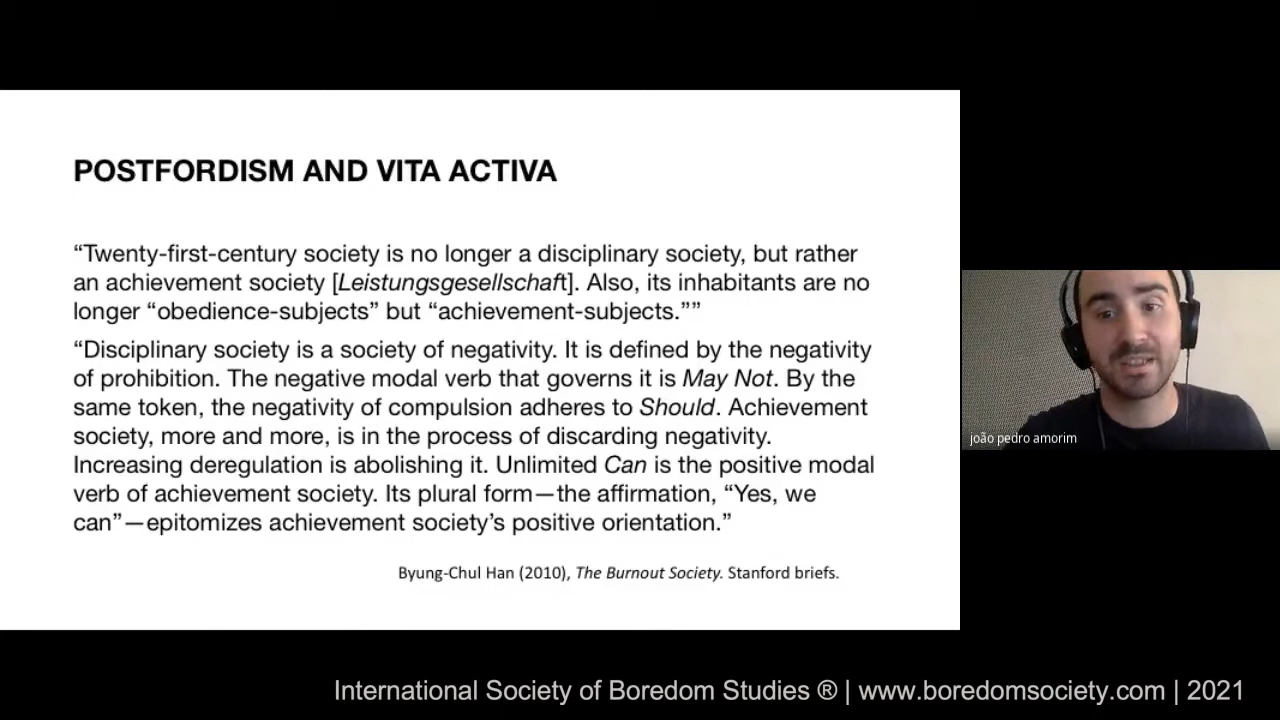 POSTFORDISM AND VITA ACTIVA
“Twenty-first-century society is no longer a disciplinary society, but rather
an achievement society [Leistungsgesellschaft]. Also, its inhabitants are no
longer “obedience-subjects” but “achievement-subjects.””
“Disciplinary society is a society of negativity. It is defined by the negativity
of prohibition. The negative modal verb that governs it is May Not. By the
same token, the negativity of compulsion adheres to Should. Achievement
society, more and more, is in the process of discarding negativity.
Increasing deregulation is abolishing it. Unlimited Can is the positive modal
verb of achievement society. Its plural form—the affirmation, “Yes, we
can”—epitomizes achievement society’s positive orientation.”
Byung-Chul Han (2010), The Burnout Society. Stanford briefs.
joão pedro amorim
International Society of Boredom Studies ® | www.boredomsociety.com | 2021